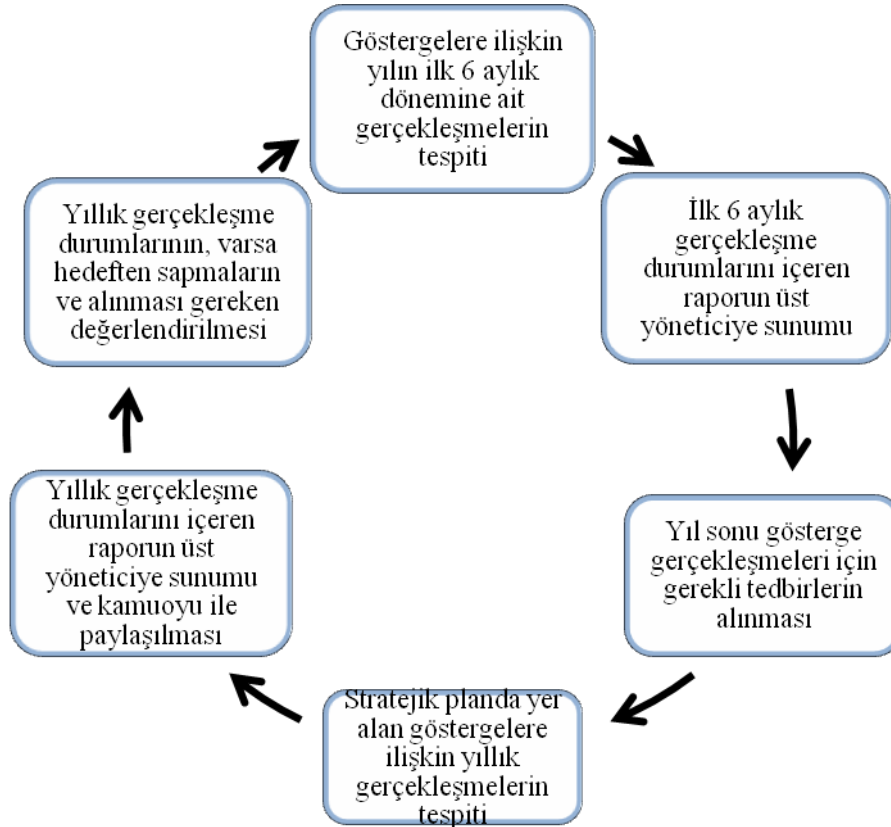 Göstergelere ilişkin
yılın ilk 6 aylık
dönemine ait
gerçekleşmelerin
tespiti
İlk 6 aylık
gerçekleşme
durumlarını içeren
raporun üst
yöneticiye sunumu
Yıl sonu gösterge
gerçekleşmeleri için
gerekli tedbirlerin
alınması
Stratejik planda yer
alan göstergelere
ilişkin yıllık
gerçekleşmelerin
tespiti
Yıllık gerçekleşme
durumlarını içeren
raporun üst
yöneticiye sunumu
ve kamuoyu ile
paylaşılması
Yıllık gerçekleşme
durumlarının, varsa
hedeften sapmaların
ve alınması gereken
değerlendirilmesi